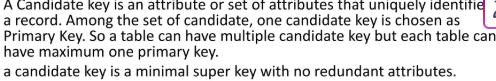 A Candidate key is an attribute or set of attributes that uniquely identifie
a record. Among the set of candidate, one candidate key is chosen as
Primary Key. So a table can have multiple candidate key but each table can
have maximum one primary key.
a candidate key is a minimal super key with no redundant attributes.